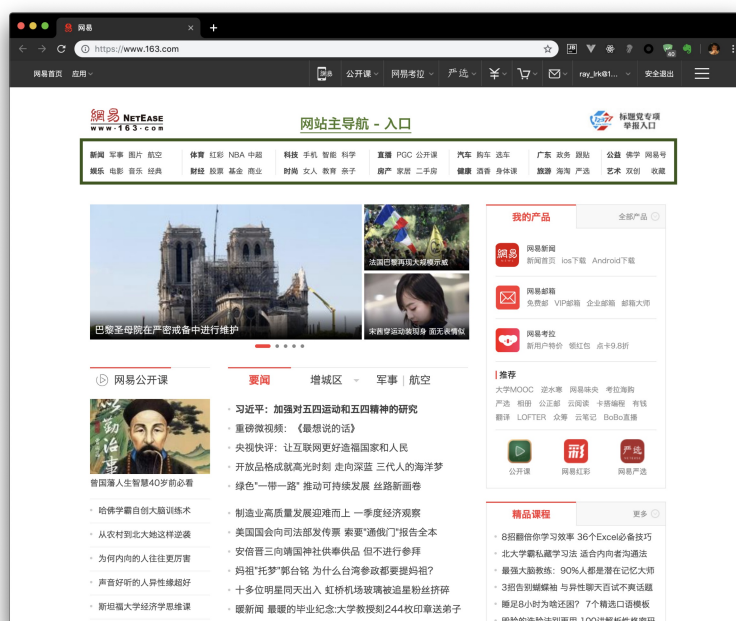 网易
https://www.163.com
40
网易首页 应用
公开课 网易考拉 严选 ray_lrk@1... 安全退出
網易 NETEASE
www.163.com
网站主导航 - 入口
标题党专项
举报入口
新闻 军事 图片 航空 体育 红彩 NBA 中超 科技 手机 智能 科学 直播 PGC 公开课 汽车 购车 选车 广东 政务 跟贴 公益 佛学 网易号
娱乐 电影 音乐 经典 财经 股票 基金 商业 时尚 女人 教育 亲子 房产 家居 二手房 健康 酒香 身体课 旅游 海淘 严选 艺术 双创 收藏
巴黎圣母院在严密戒备中进行维护
法国巴黎再现大规模示威
宋茜穿运动装现身 面无表情似
我的产品 全部产品
網易
网易新闻
新闻首页 ios下载 Android下载
网易邮箱
免费邮 VIP邮箱 企业邮箱 邮箱大师
网易考拉
新用户特价 领红包 点卡9.8折
推荐
大学MOOC 逆水寒 网易味央 考拉海购
严选 相册 公正邮 云阅读 卡搭编程 有钱
翻译 LOFTER 众筹 云笔记 BoBo直播
彩 严选
公开课 网易红彩 网易严选
网易公开课
以勤治事
曾国藩人生智慧40岁前必看
哈佛学霸自创大脑训练术
从农村到北大她这样逆袭
为何内向的人往往更厉害
声音好听的人异性缘超好
斯坦福大学经济学思维课
要闻 增城区 军事 | 航空
习近平：加强对五四运动和五四精神的研究
重磅微视频：《最想说的话》
央视快评：让互联网更好造福国家和人民
开放品格成就高光时刻 走向深蓝 三代人的海洋梦
绿色"一带一路" 推动可持续发展 丝路新画卷
制造业高质量发展迎难而上 一季度经济观察
美国国会向司法部发传票 索要"通俄门"报告全本
安倍晋三向靖国神社供奉供品 但不进行参拜
妈祖"托梦"郭台铭 为什么台湾参政都要提妈祖?
十多位明星同天出入 虹桥机场玻璃被追星粉丝挤碎
暖新闻 最暖的毕业纪念:大学教授刻244枚印章送弟子
精品课程 更多
8招翻倍你学习效率 36个Excel必备技巧
北大学霸私藏学习法 适合内向者沟通法
最强大脑教练：90%人都是潜在记忆大师
3招告别蝴蝶袖 与异性聊天百试不爽话题
睡足8小时为啥还困? 7个精选口语模板